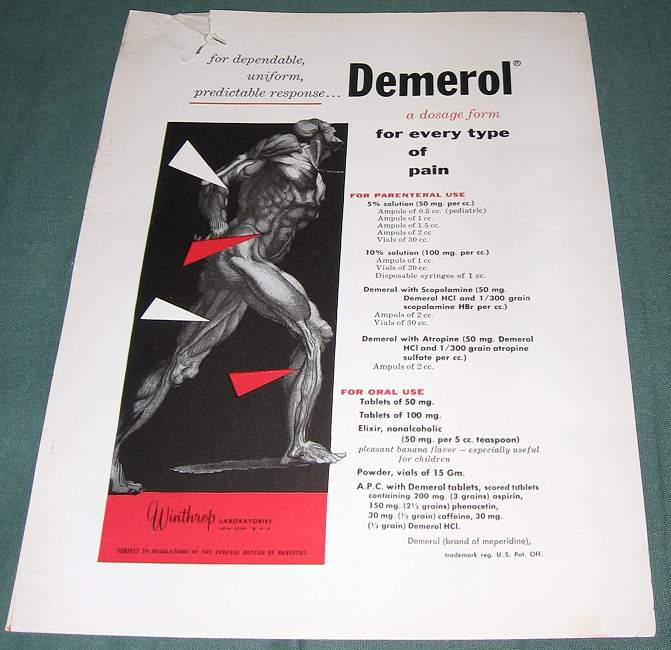 for dependable,
uniform,
predictable response...
Demerol®
a dosage form
for every type
of
pain
FOR PARENTERAL USE
5% solution (50 mg. per cc.)
Ampuls of 0.5 cc. (pediatric)
Ampuls of 1 cc.
Ampuls of 1.5 cc.
Ampuls of 2 cc.
Vials of 30 cc.
10% solution (100 mg. per cc.)
Ampuls of 1 cc.
Vials of 20 cc.
Disposable syringes of 1 cc.
Demerol with Scopolamine (50 mg.
Demerol HCl and 1/300 grain
scopolamine HBr per cc.)
Ampuls of 2 cc.
Vials of 30 cc.
Demerol with Atropine (50 mg. Demerol
HCl and 1/300 grain atropine
sulfate per cc.)
Ampuls of 2 cc.
FOR ORAL USE
Tablets of 50 mg.
Tablets of 100 mg.
Elixir, nonalcoholic
(50 mg. per 5 cc. teaspoon)
pleasant banana flavor — especially useful
for children
Powder, vials of 15 Gm.
A.P.C. with Demerol tablets, scored tablets
containing 200 mg. (3 grains) aspirin,
150 mg. (2½ grains) phenacetin,
30 mg. (½ grain) caffeine, 30 mg.
(½ grain) Demerol HCl.
Demerol (brand of meperidine),
trademark reg. U.S. Pat. Off.
Winthrop LABORATORIES
SUBJECT TO REGULATIONS OF THE FEDERAL BUREAU OF NARCOTICS